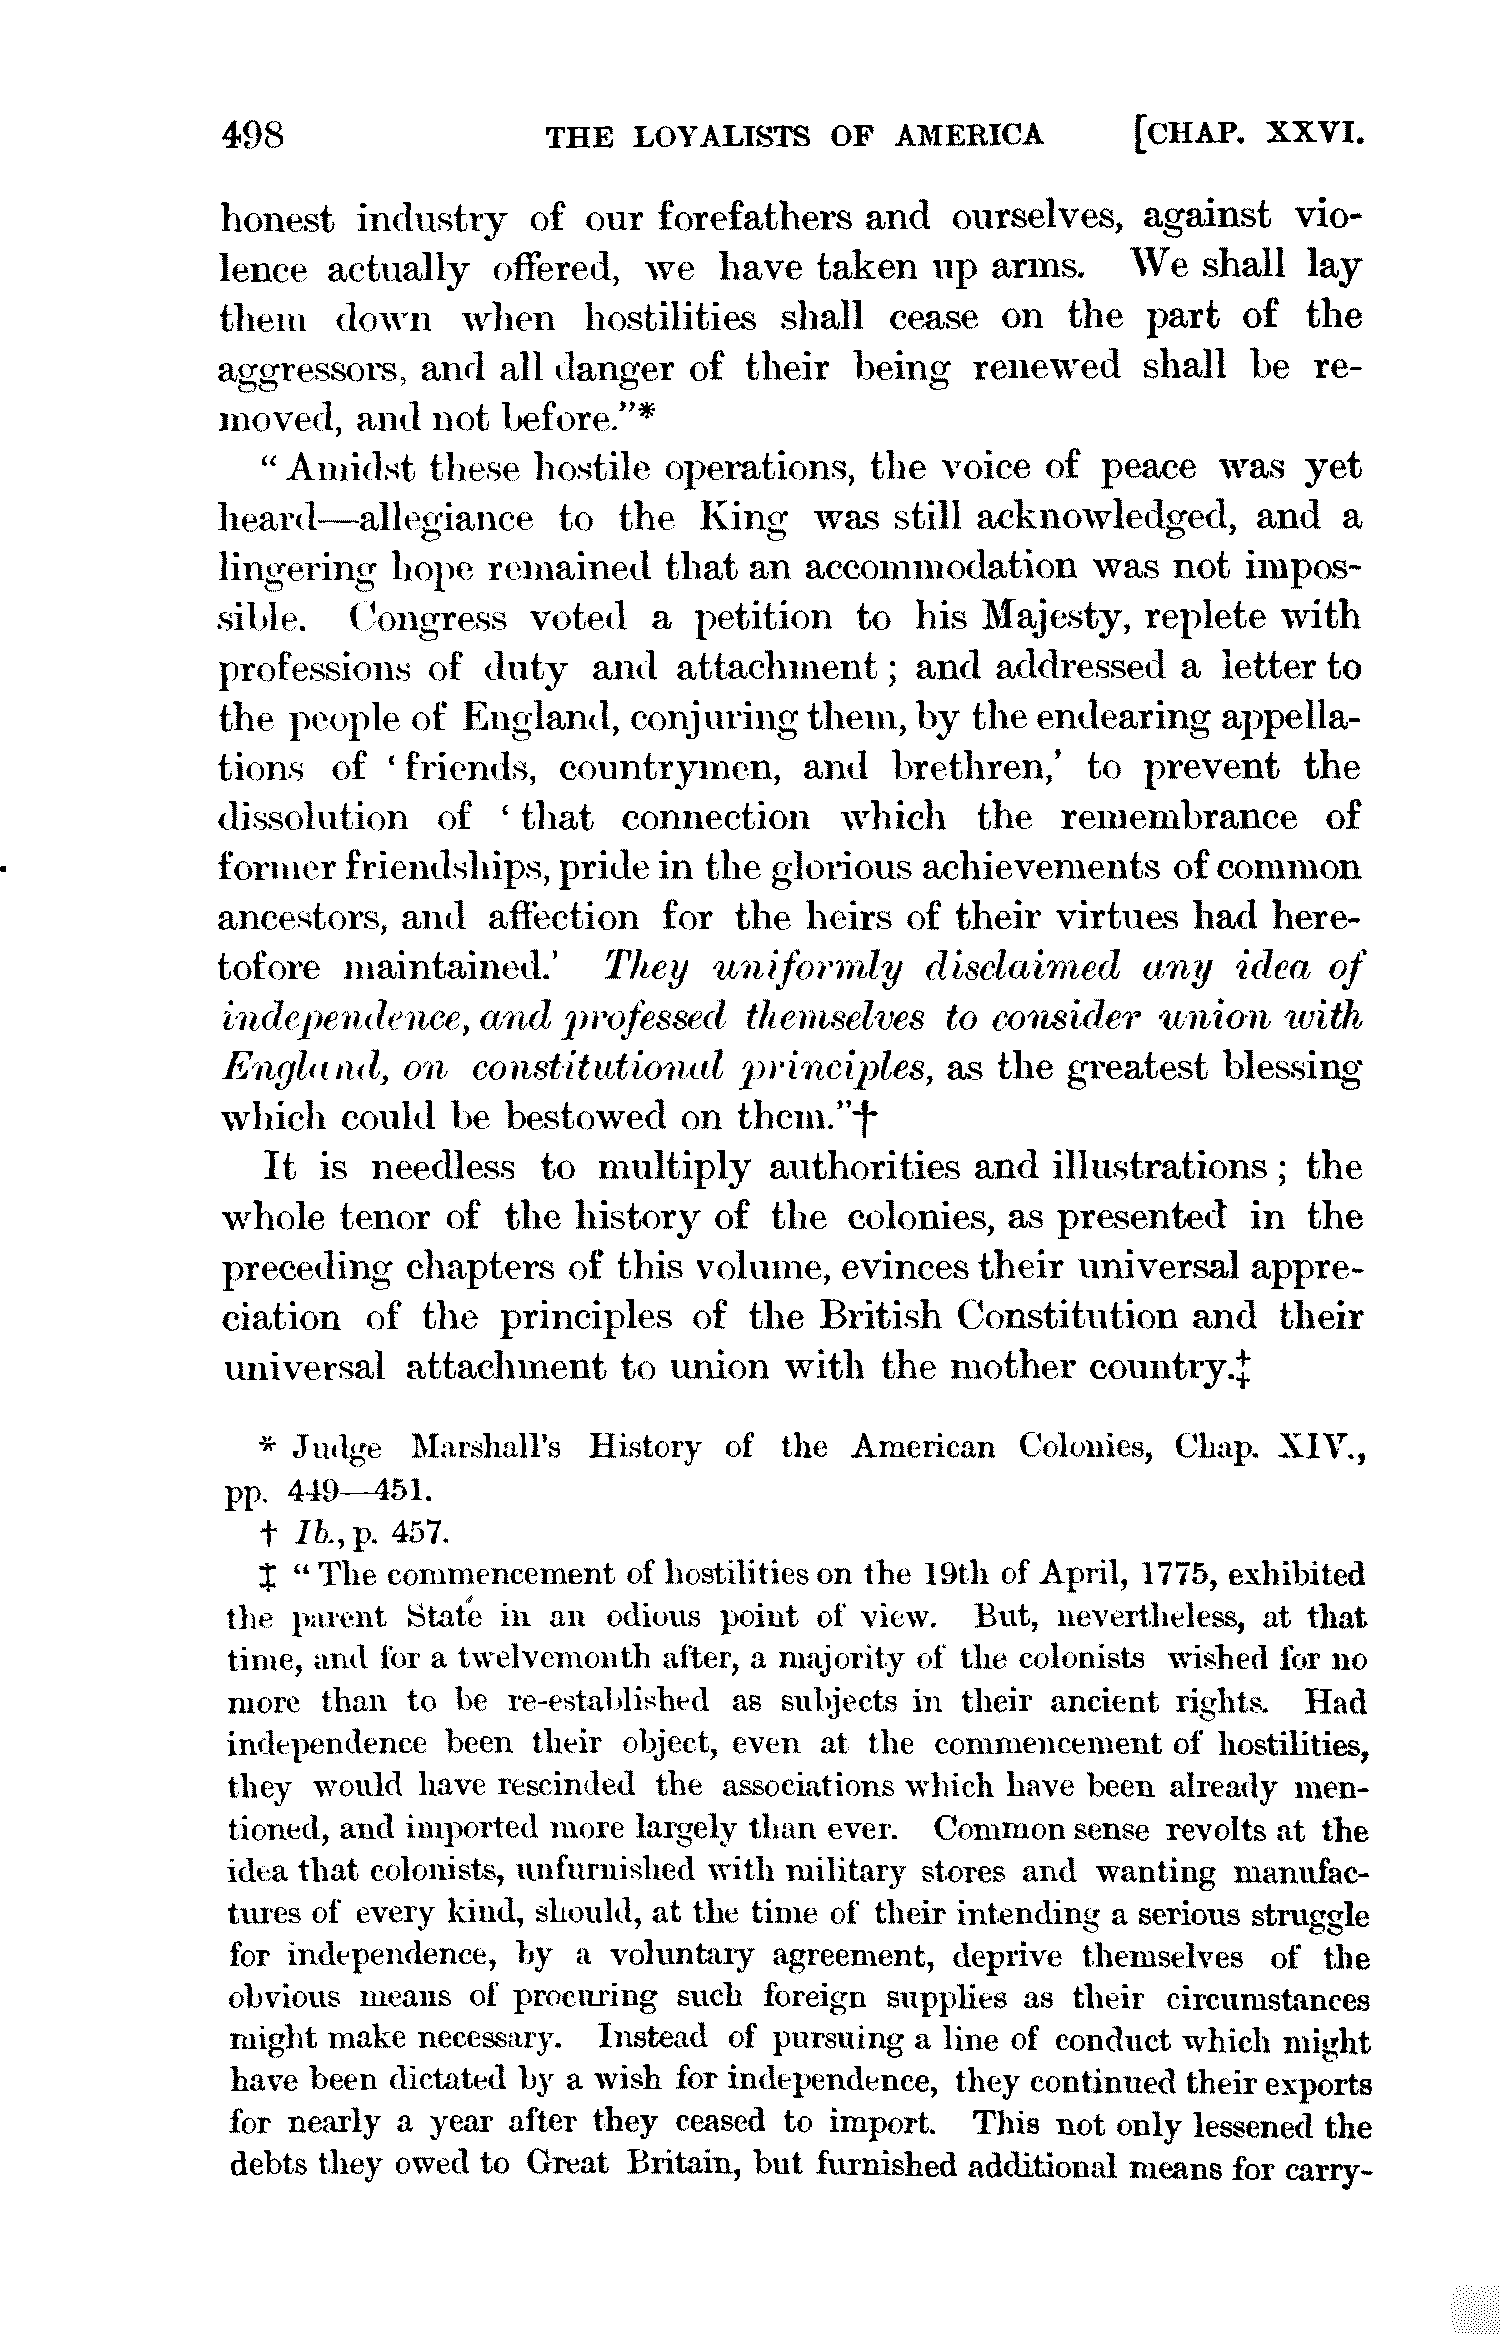 498 THE LOYALISTS OF AMERICA [CHAP. XXVI.
honest industry of our forefathers and ourselves, against vio-
lence actually offered, we have taken up arms. We shall lay
them down when hostilities shall cease on the part of the
aggressors, and all danger of their being renewed shall be re-
moved, and not before."*
"Amidst these hostile operations, the voice of peace was yet
heard—allegiance to the King was still acknowledged, and a
lingering hope remained that an accommodation was not impos-
sible. Congress voted a petition to his Majesty, replete with
professions of duty and attachment; and addressed a letter to
the people of England, conjuring them, by the endearing appella-
tions of 'friends, countrymen, and brethren,' to prevent the
dissolution of 'that connection which the remembrance of
former friendships, pride in the glorious achievements of common
ancestors, and affection for the heirs of their virtues had here-
tofore maintained.' They uniformly disclaimed any idea of
independence, and professed themselves to consider union with
England, on constitutional principles, as the greatest blessing
which could be bestowed on them."†
It is needless to multiply authorities and illustrations; the
whole tenor of the history of the colonies, as presented in the
preceding chapters of this volume, evinces their universal appre-
ciation of the principles of the British Constitution and their
universal attachment to union with the mother country.‡
* Judge Marshall's History of the American Colonies, Chap. XIV.,
pp. 449—451.
† Ib., p. 457.
‡ "The commencement of hostilities on the 19th of April, 1775, exhibited
the parent State in an odious point of view. But, nevertheless, at that
time, and for a twelvemonth after, a majority of the colonists wished for no
more than to be re-established as subjects in their ancient rights. Had
independence been their object, even at the commencement of hostilities,
they would have rescinded the associations which have been already men-
tioned, and imported more largely than ever. Common sense revolts at the
idea that colonists, unfurnished with military stores and wanting manufac-
tures of every kind, should, at the time of their intending a serious struggle
for independence, by a voluntary agreement, deprive themselves of the
obvious means of procuring such foreign supplies as their circumstances
might make necessary. Instead of pursuing a line of conduct which might
have been dictated by a wish for independence, they continued their exports
for nearly a year after they ceased to import. This not only lessened the
debts they owed to Great Britain, but furnished additional means for carry-